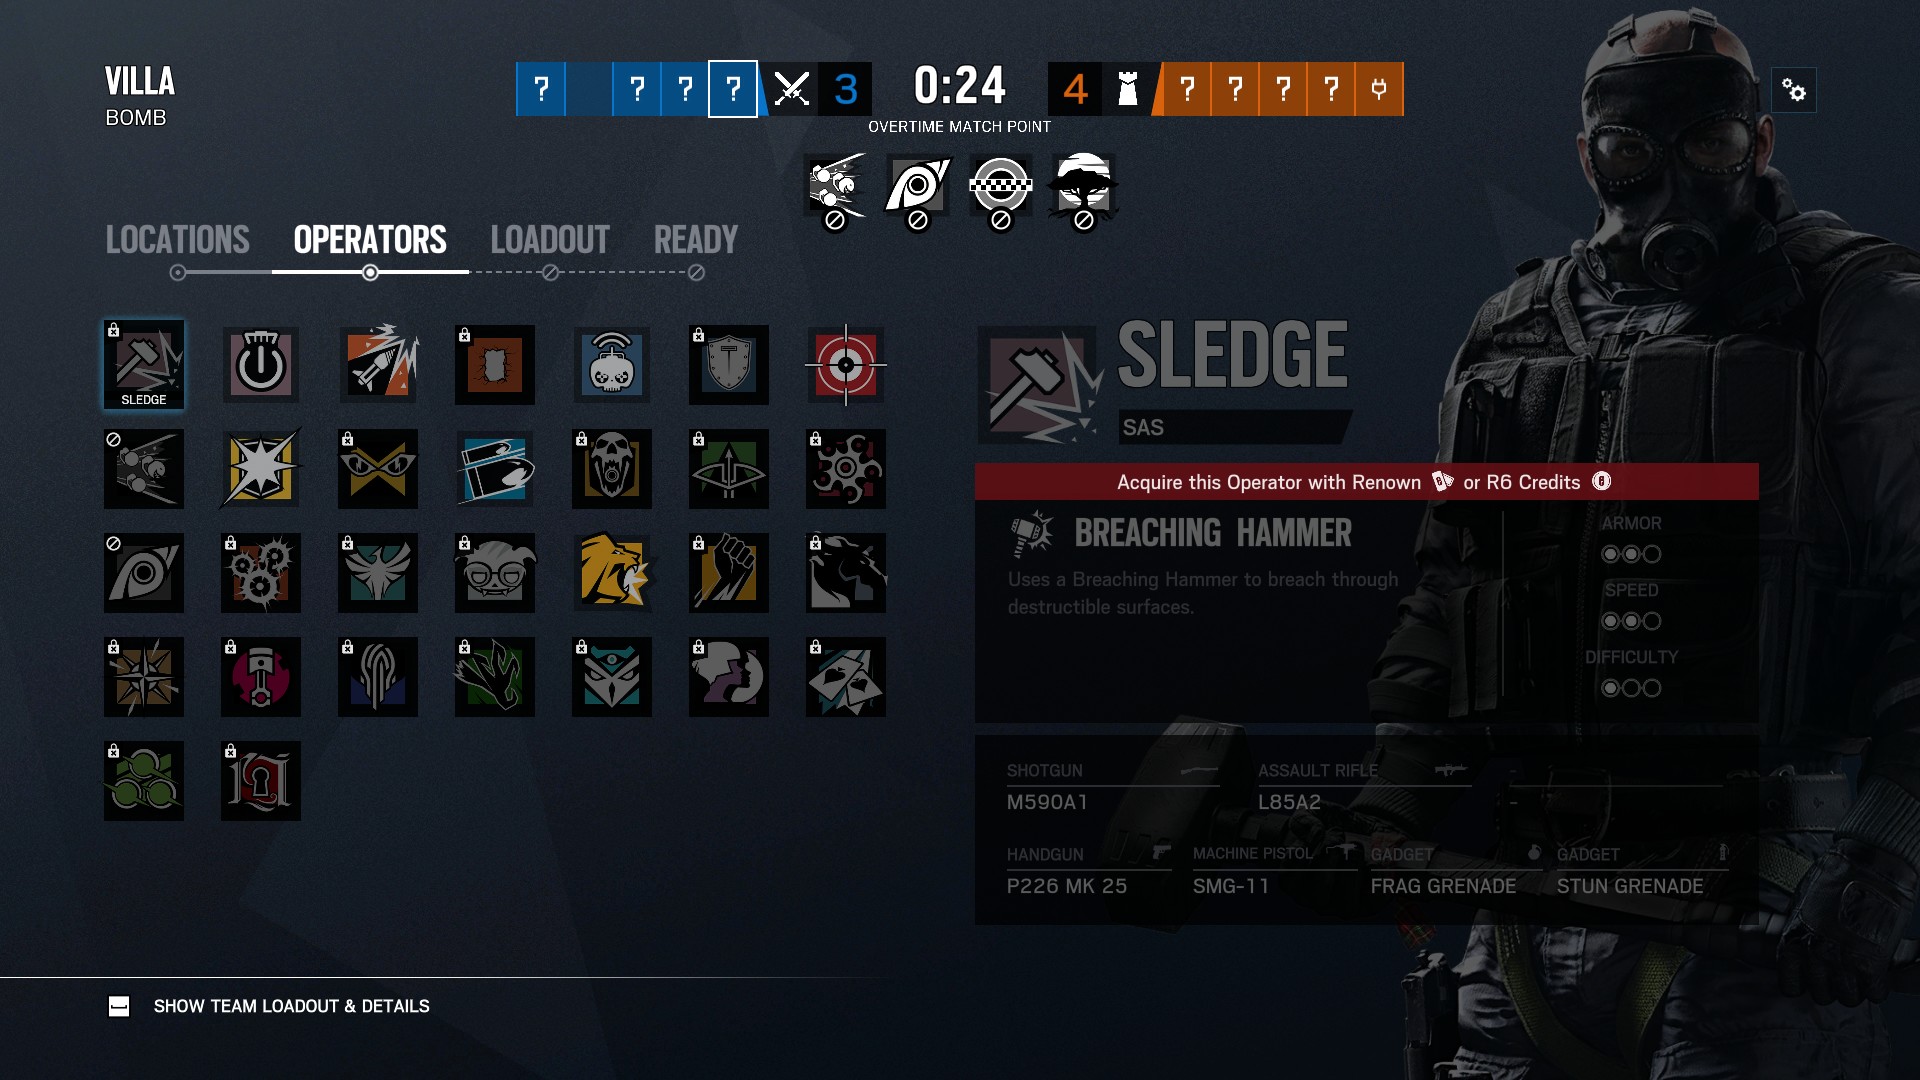 VILLA
BOMB
? ? ? ? 3 0:24 4 ? ? ? ?
OVERTIME MATCH POINT
LOCATIONS OPERATORS LOADOUT READY
SLEDGE
SLEDGE
SAS
Acquire this Operator with Renown or R6 Credits
BREACHING HAMMER
Uses a Breaching Hammer to breach through
destructible surfaces.
ARMOR
SPEED
DIFFICULTY
SHOTGUN ASSAULT RIFLE
M590A1 L85A2 -
HANDGUN MACHINE PISTOL GADGET GADGET
P226 MK 25 SMG-11 FRAG GRENADE STUN GRENADE
SHOW TEAM LOADOUT & DETAILS